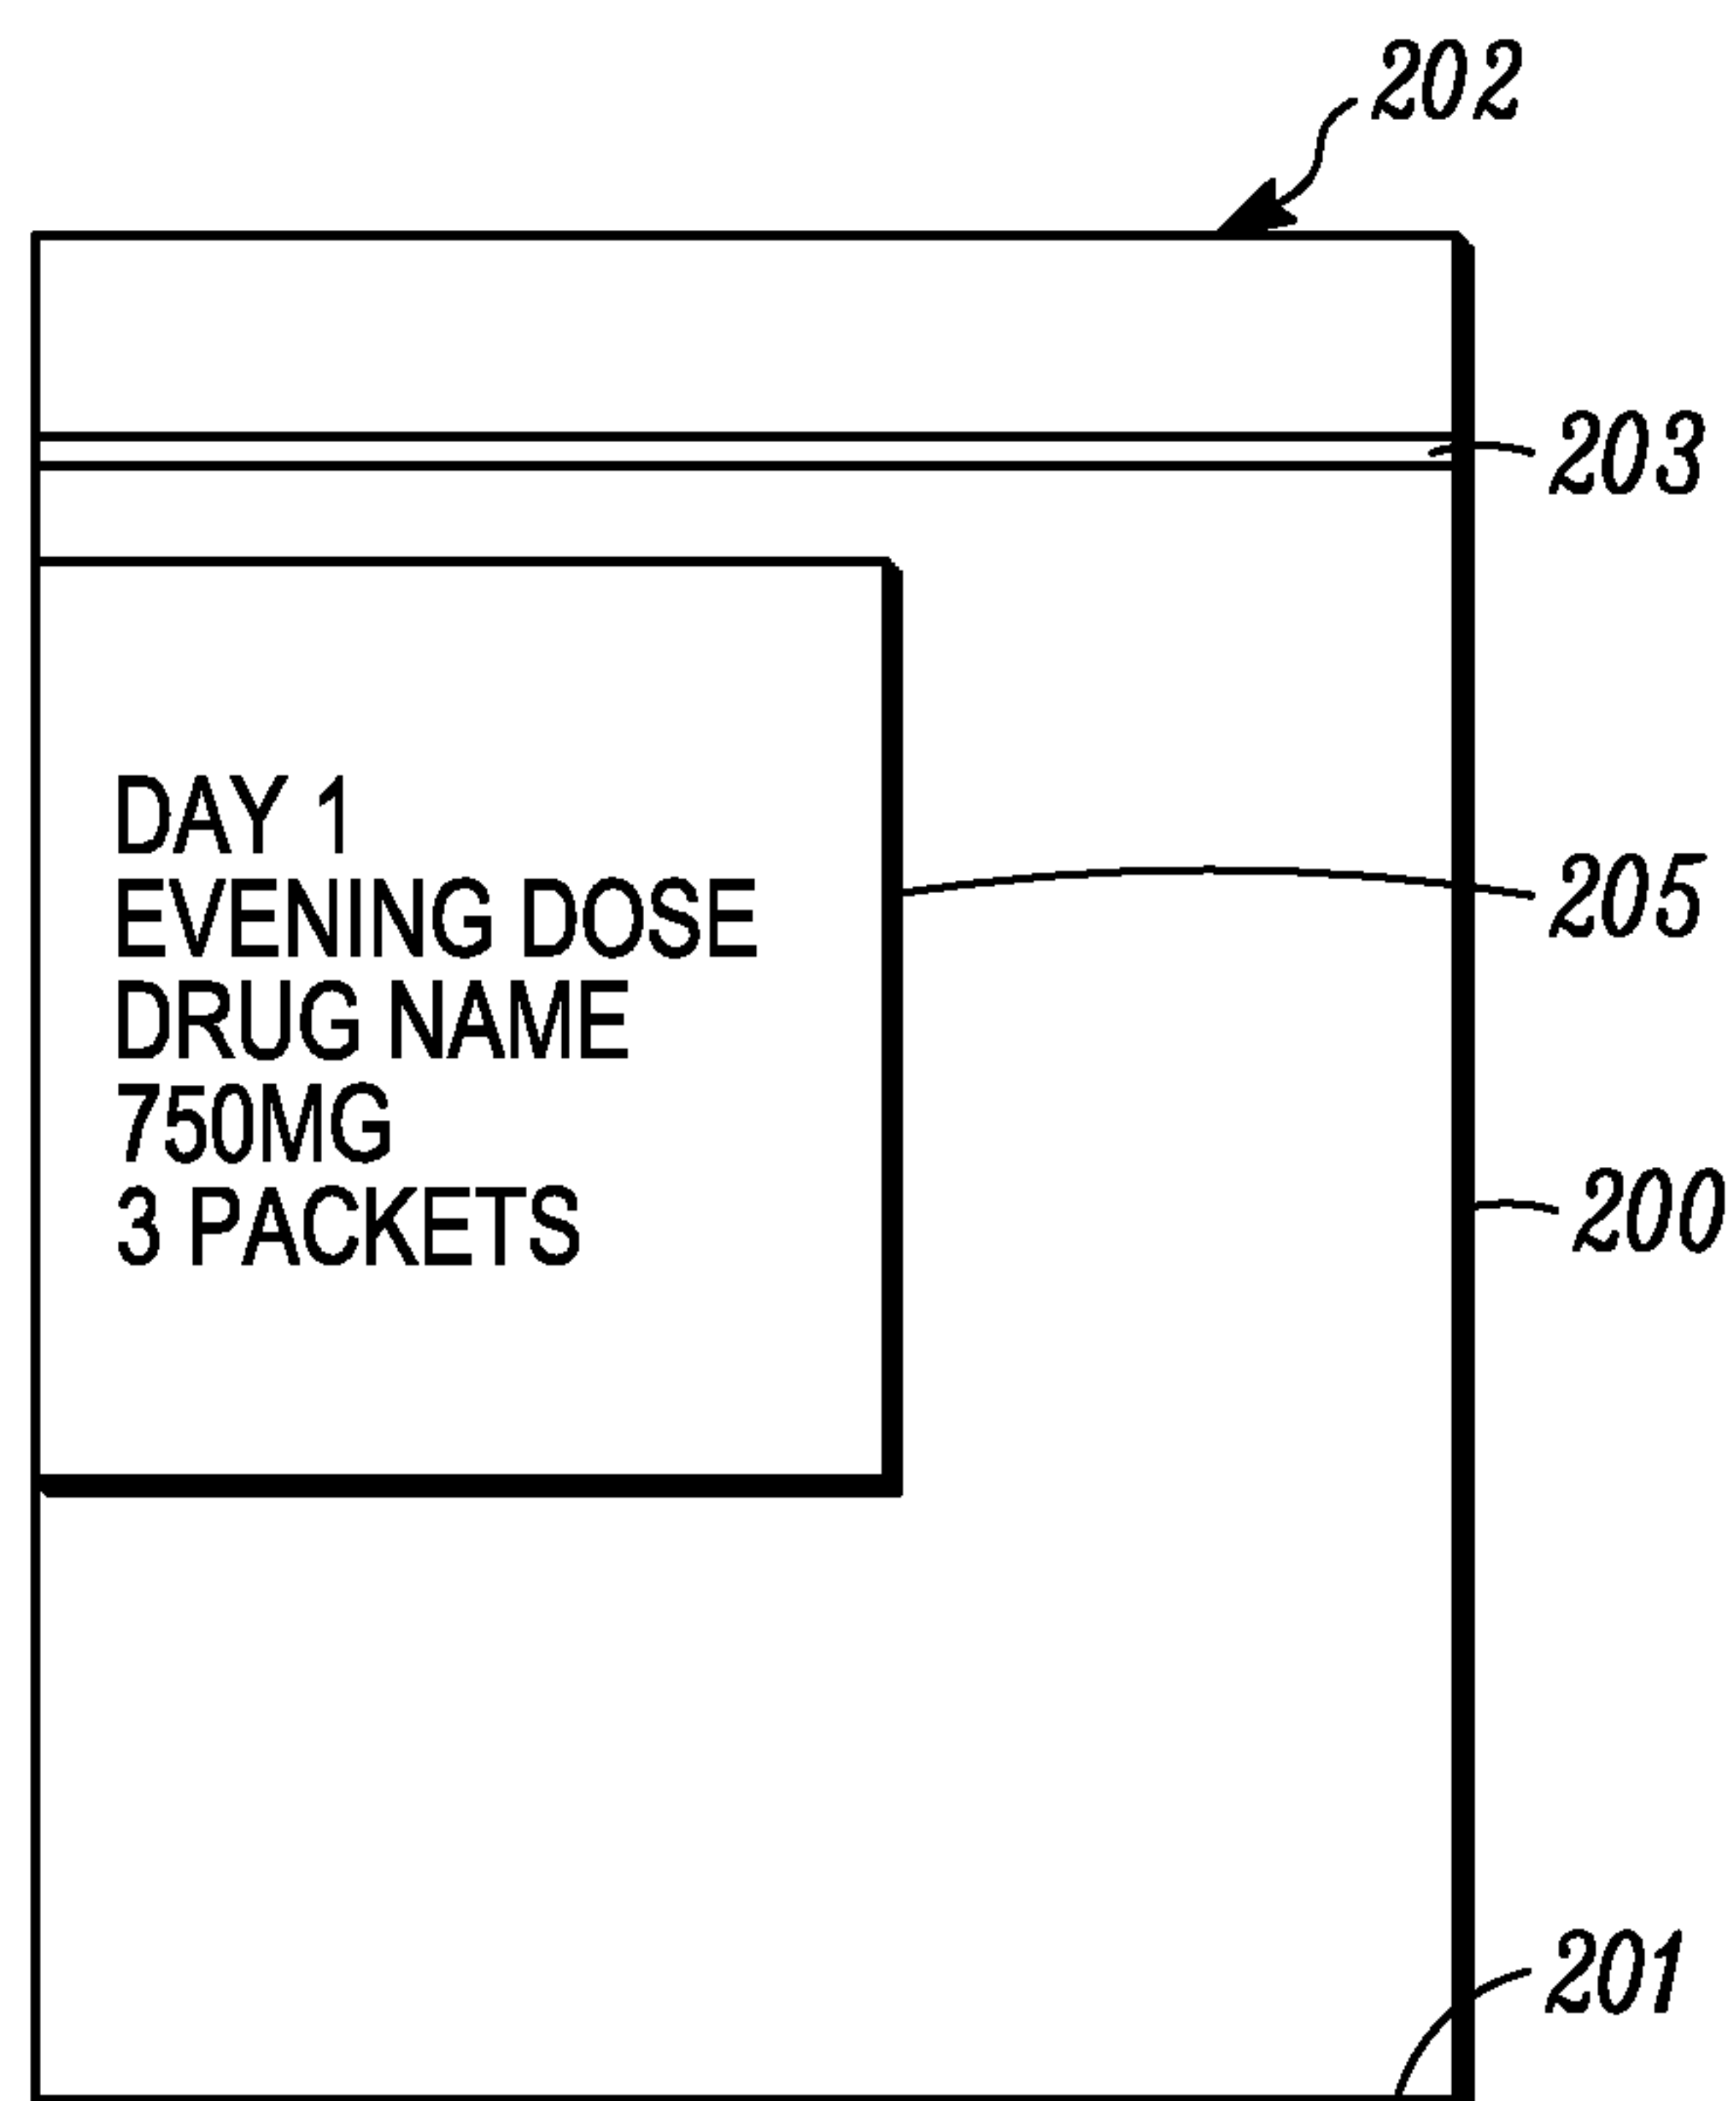 202
203
DAY 1
EVENING DOSE
205
DRUG NAME
750MG
3 PACKETS
200
201